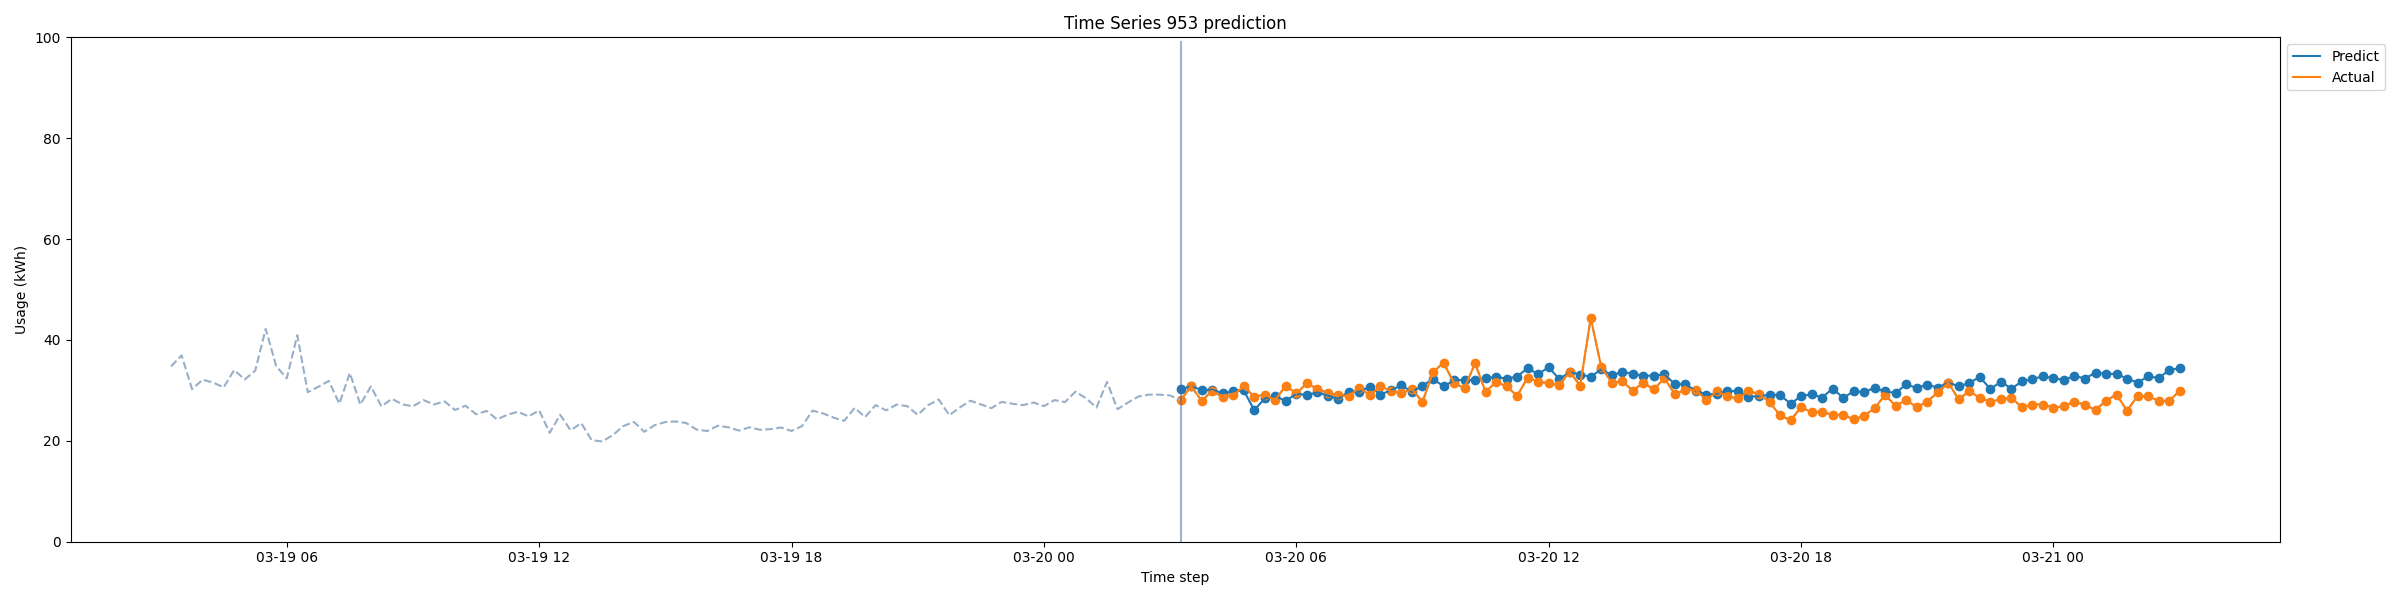 Time Series 953 prediction
Predict
Actual
Usage (kWh)
100
80
60
40
20
0
03-19 06
03-19 12
03-19 18
03-20 00
03-20 06
03-20 12
03-20 18
03-21 00
Time step